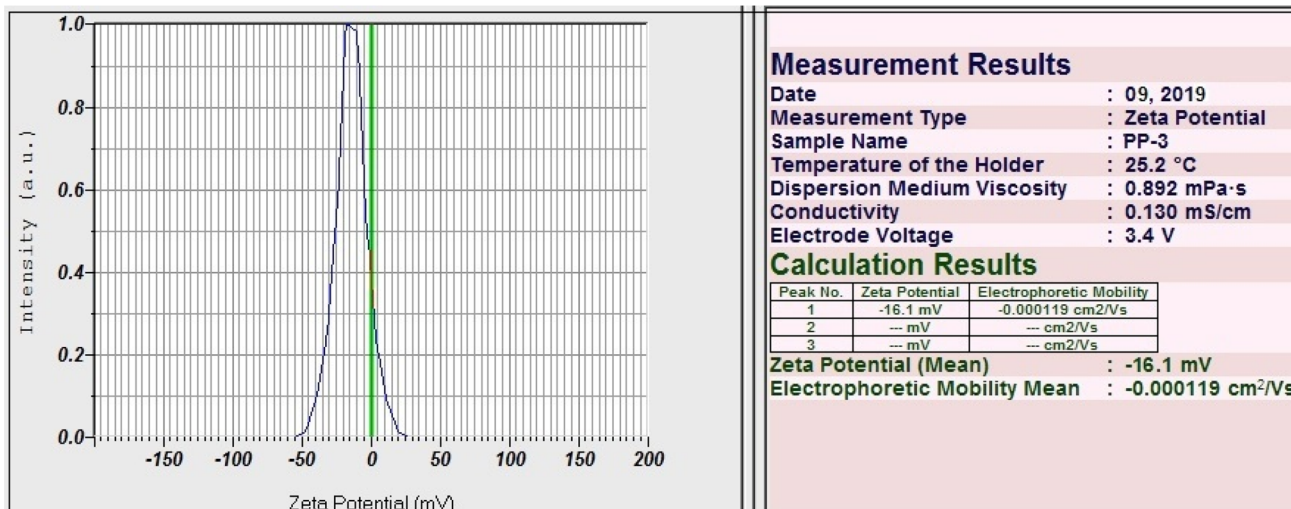 1.0
0.8
0.6
0.4
0.2
0.0
Intensity (a.u.)
-150 -100 -50 0 50 100 150 200
Zeta Potential (mV)
Measurement Results
Date : 09, 2019
Measurement Type : Zeta Potential
Sample Name : PP-3
Temperature of the Holder : 25.2 °C
Dispersion Medium Viscosity : 0.892 mPa·s
Conductivity : 0.130 mS/cm
Electrode Voltage : 3.4 V
Calculation Results
Peak No. Zeta Potential Electrophoretic Mobility
1 -16.1 mV -0.000119 cm2/Vs
2 --- mV --- cm2/Vs
3 --- mV --- cm2/Vs
Zeta Potential (Mean) : -16.1 mV
Electrophoretic Mobility Mean : -0.000119 cm²/Vs